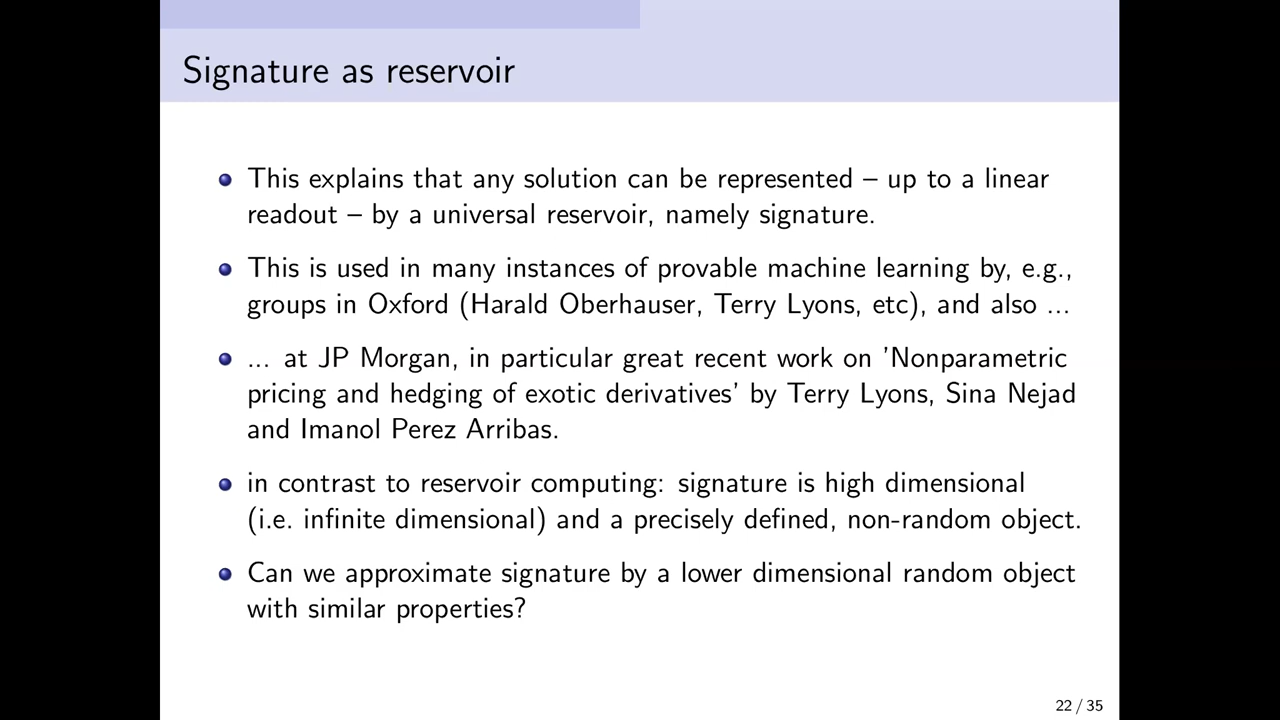 Signature as reservoir
This explains that any solution can be represented – up to a linear
readout – by a universal reservoir, namely signature.
This is used in many instances of provable machine learning by, e.g.,
groups in Oxford (Harald Oberhauser, Terry Lyons, etc), and also ...
... at JP Morgan, in particular great recent work on 'Nonparametric
pricing and hedging of exotic derivatives' by Terry Lyons, Sina Nejad
and Imanol Perez Arribas.
in contrast to reservoir computing: signature is high dimensional
(i.e. infinite dimensional) and a precisely defined, non-random object.
Can we approximate signature by a lower dimensional random object
with similar properties?
22 / 35